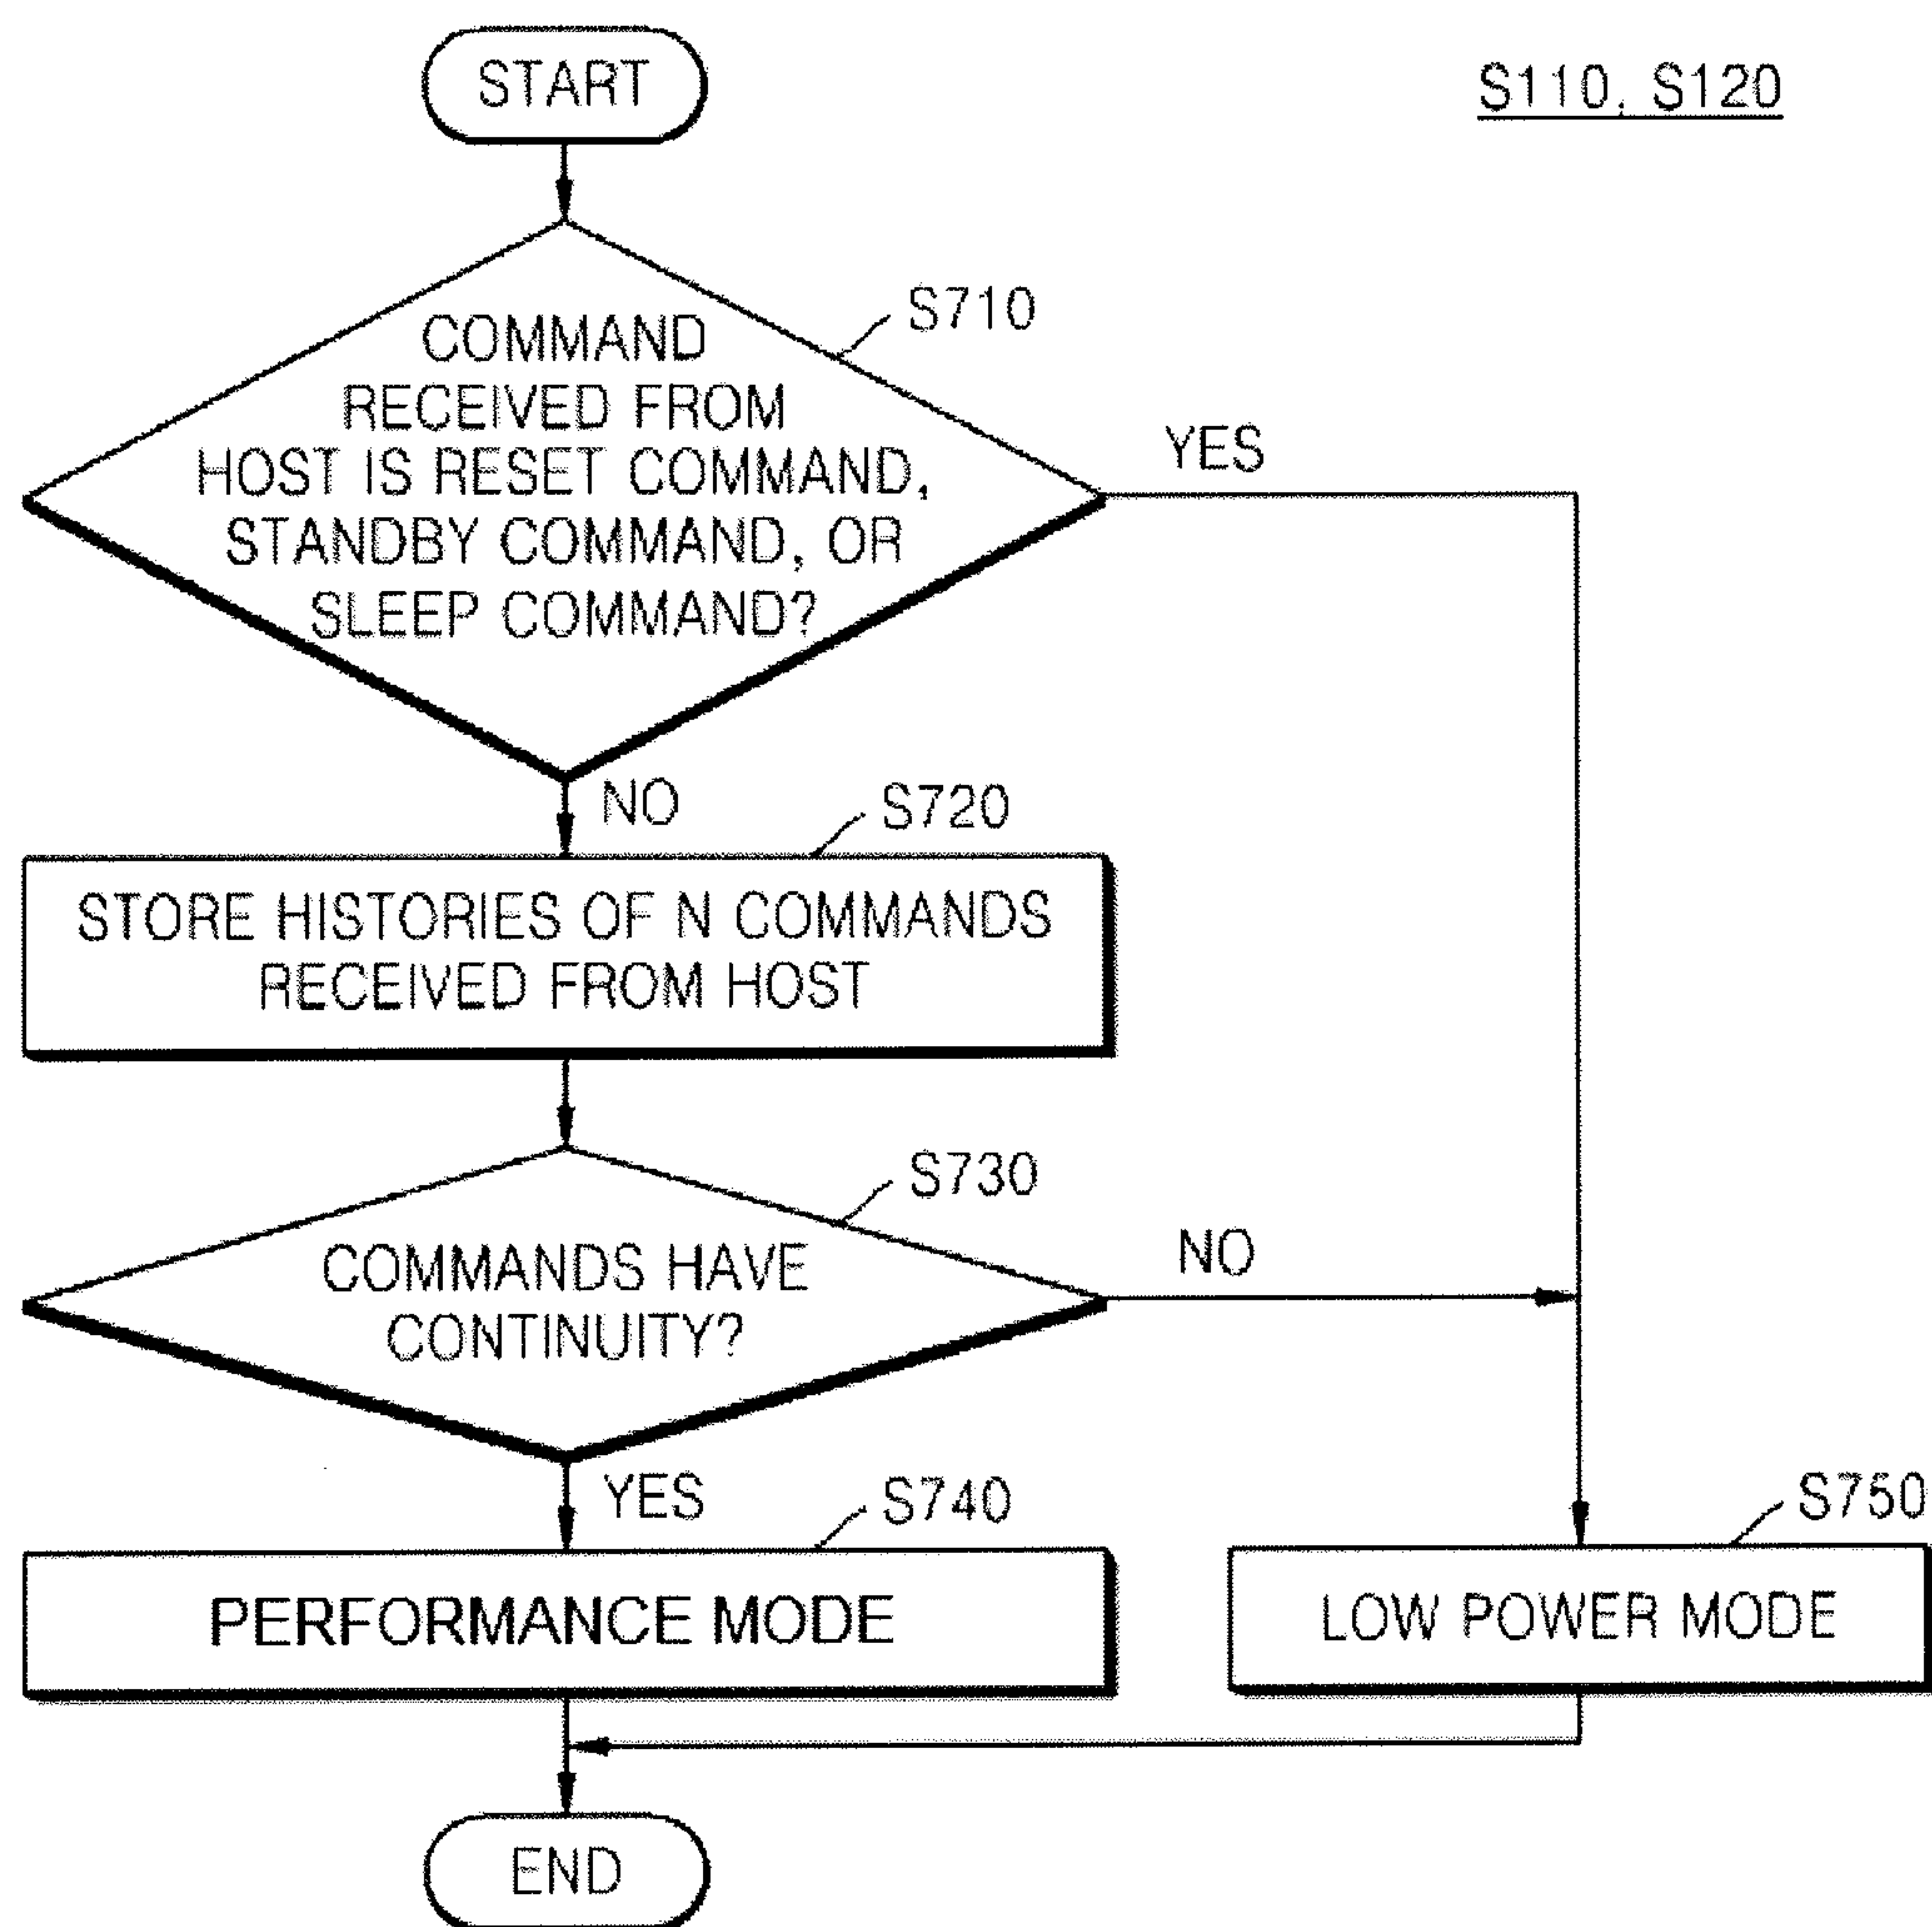 START
S110, S120
S710
COMMAND
RECEIVED FROM
HOST IS RESET COMMAND,
STANDBY COMMAND, OR
SLEEP COMMAND?
YES
NO
S720
STORE HISTORIES OF N COMMANDS
RECEIVED FROM HOST
S730
COMMANDS HAVE
CONTINUITY?
NO
YES
S740
PERFORMANCE MODE
S750
LOW POWER MODE
END